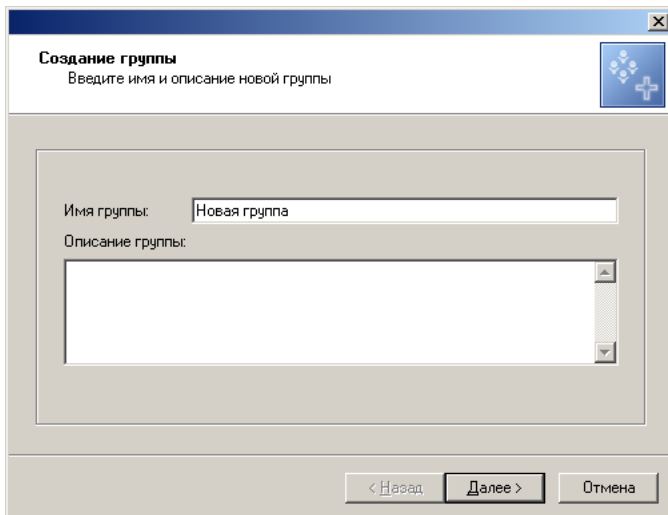 Создание группы
Введите имя и описание новой группы
Имя группы: Новая группа
Описание группы:
< Назад Далее > Отмена